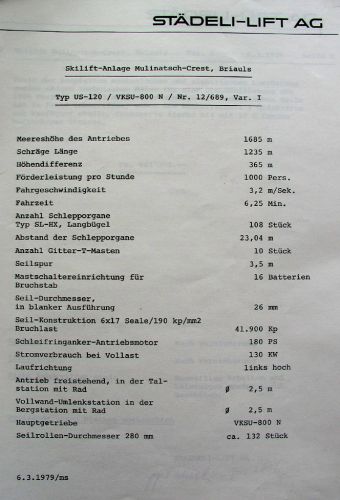 STÄDELI-LIFT AG
Skilift-Anlage Mulinatsch-Crest, Briauls
Typ US-120 / VKSU-800 N / Nr. 12/689, Var. I
Meereshöhe des Antriebes 1685 m
Schräge Länge 1235 m
Höhendifferenz 365 m
Förderleistung pro Stunde 1000 Pers.
Fahrgeschwindigkeit 3,2 m/Sek.
Fahrzeit 6,25 Min.
Anzahl Schlepporgane
Typ SL-HX, Langbügel 108 Stück
Abstand der Schlepporgane 23,04 m
Anzahl Gitter-T-Masten 10 Stück
Seilspur 3,5 m
Mastschaltereinrichtung für 16 Batterien
Bruchstab
Seil-Durchmesser,
in blanker Ausführung 26 mm
Seil-Konstruktion 6x17 Seale/190 kp/mm2
Bruchlast 41.900 Kp
Schleifringanker-Antriebsmotor 180 PS
Stromverbrauch bei Vollast 130 KW
Laufrichtung links hoch
Antrieb freistehend, in der Tal-
station mit Rad Ø 2,5 m
Vollwand-Umlenkstation in der
Bergstation mit Rad Ø 2,5 m
Hauptgetriebe VKSU-800 N
Seilrollen-Durchmesser 280 mm ca. 132 Stück
6.3.1979/ms